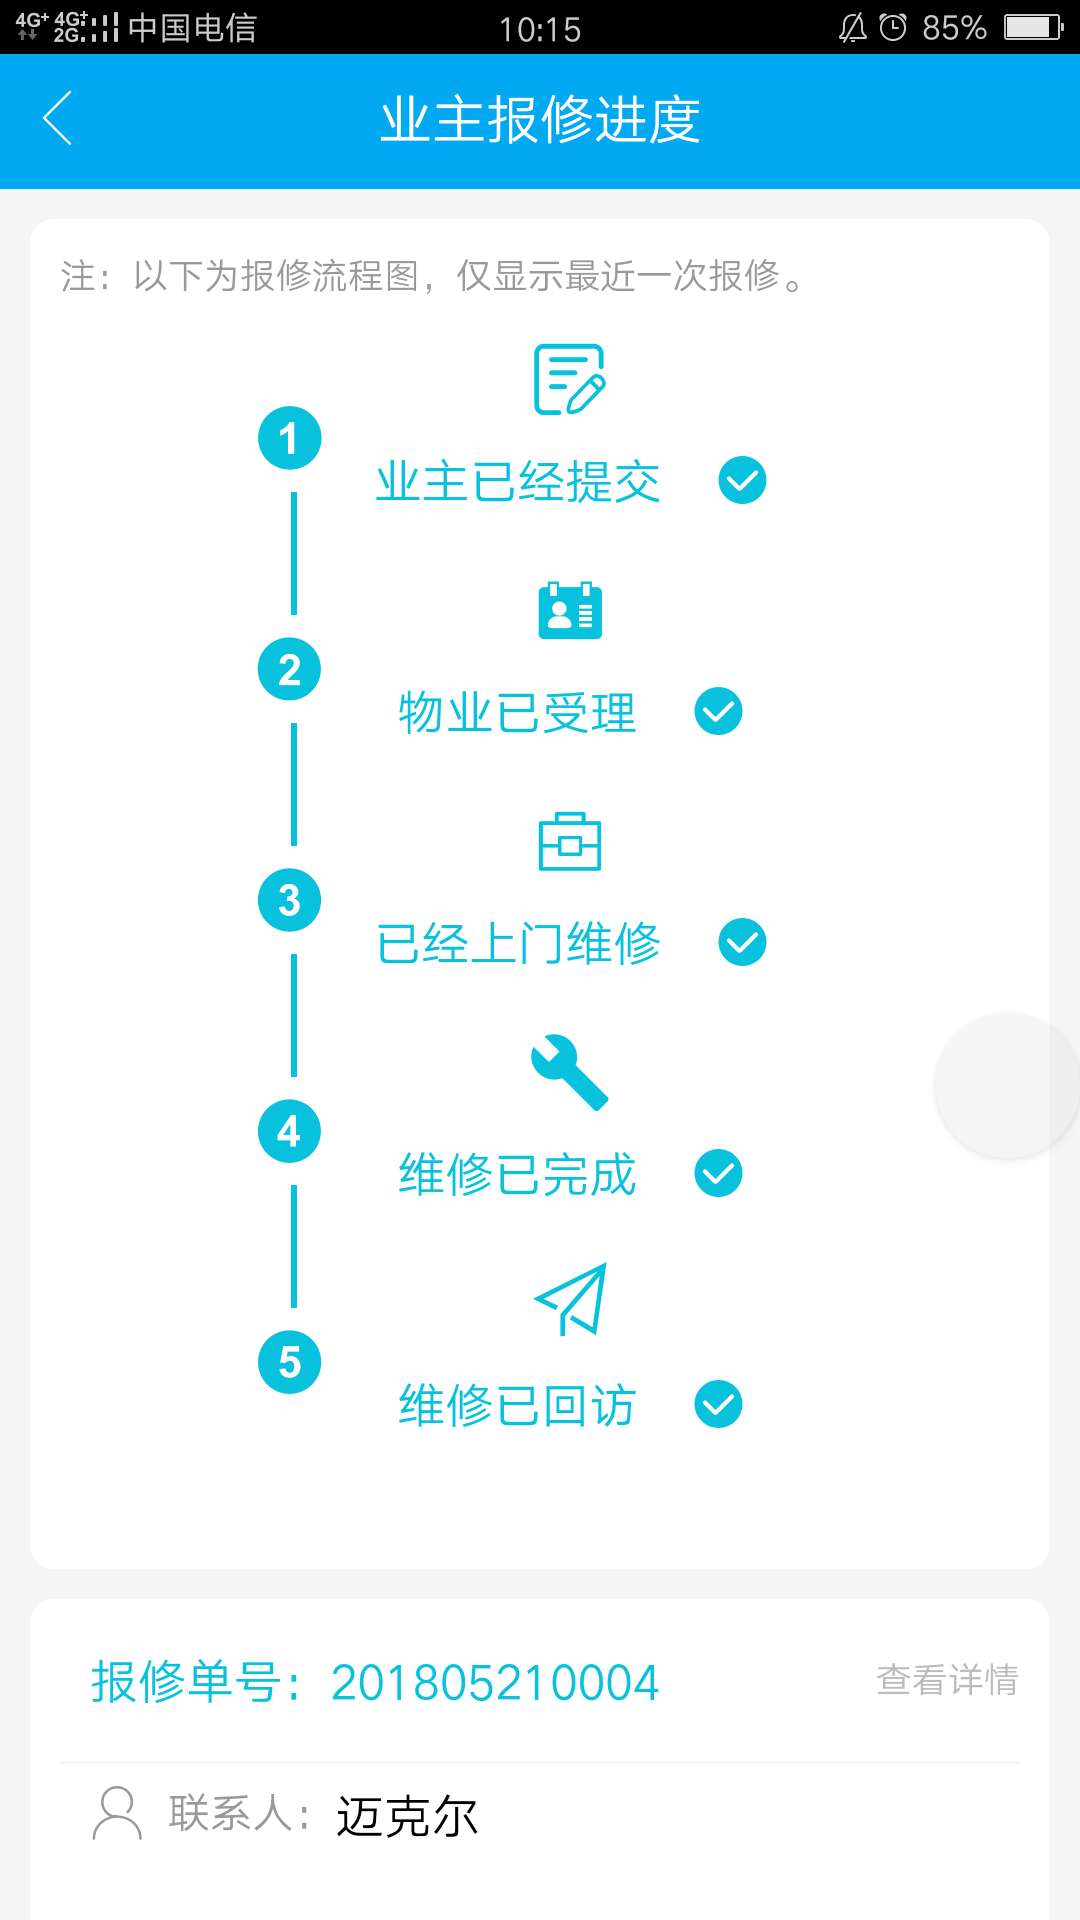 4G+ 4G+ 2G 中国电信 10:15 85%
业主报修进度
注：以下为报修流程图，仅显示最近一次报修。
1
业主已经提交
2
物业已受理
3
已经上门维修
4
维修已完成
5
维修已回访
报修单号：201805210004 查看详情
联系人：迈克尔